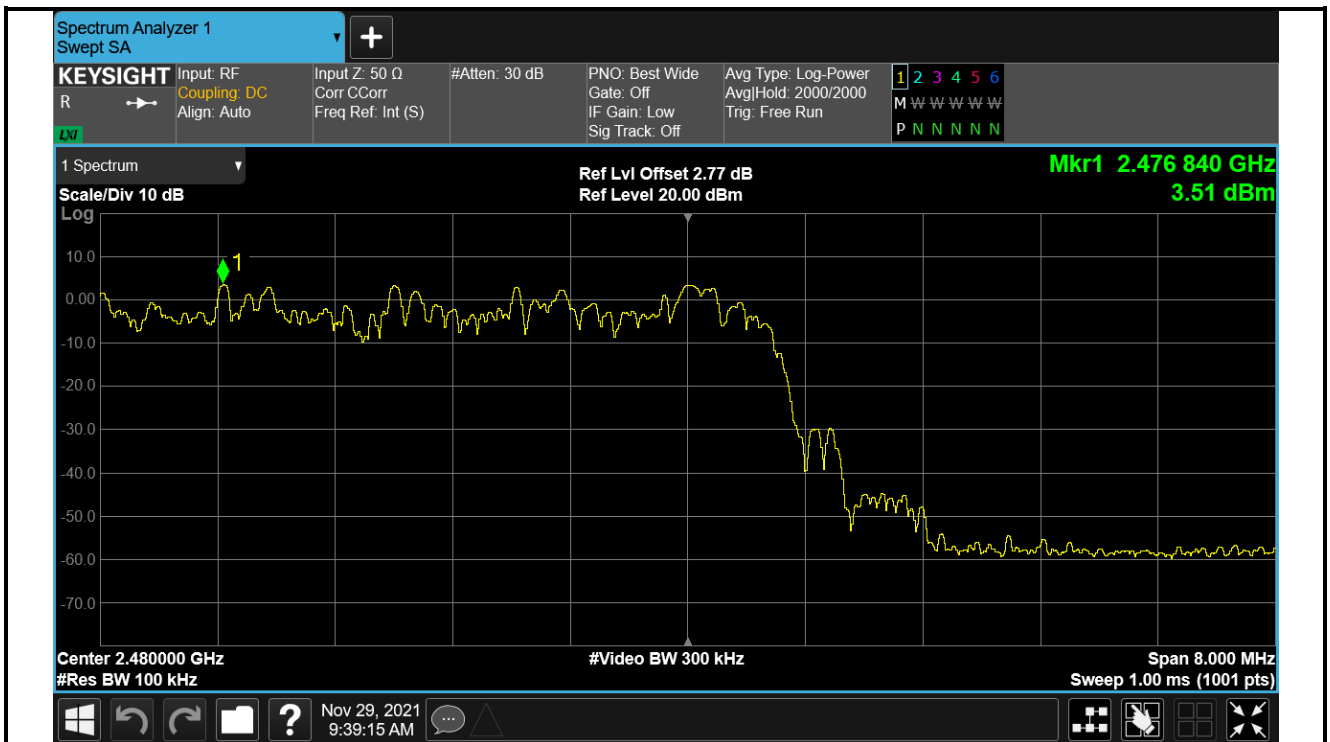 Spectrum Analyzer 1
Swept SA
KEYSIGHT
R
LXI
Input: RF
Coupling: DC
Align: Auto
Input Z: 50 Ω
Corr CCorr
Freq Ref: Int (S)
#Atten: 30 dB
PNO: Best Wide
Gate: Off
IF Gain: Low
Sig Track: Off
Avg Type: Log-Power
Avg|Hold: 2000/2000
Trig: Free Run
1 2 3 4 5 6
M W W W W W
P N N N N N
1 Spectrum
Scale/Div 10 dB
Ref Lvl Offset 2.77 dB
Ref Level 20.00 dBm
Mkr1 2.476 840 GHz
3.51 dBm
Log
10.0
0.00
-10.0
-20.0
-30.0
-40.0
-50.0
-60.0
-70.0
1
Center 2.480000 GHz
#Video BW 300 kHz
Span 8.000 MHz
#Res BW 100 kHz
Sweep 1.00 ms (1001 pts)
?
Nov 29, 2021
9:39:15 AM